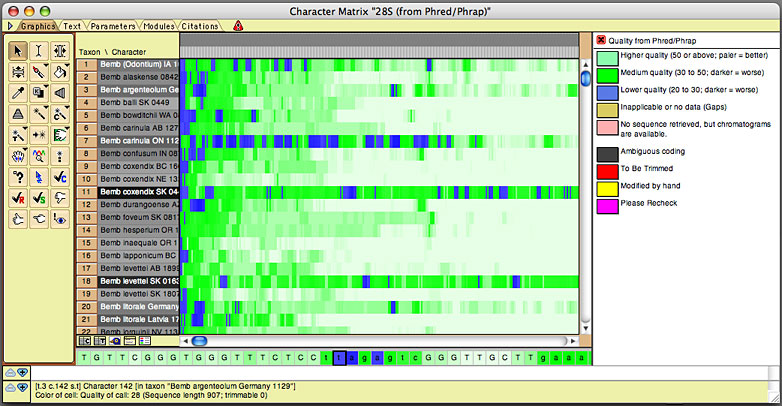 Character Matrix "28S (from Phred/Phrap)"
Graphics Text Parameters Modules Citations
Taxon \ Character
1 Bemb (Odontium) IA 1
2 Bemb alaskense 0842
3 Bemb argenteolum Ge
4 Bemb balli SK 0449
5 Bemb bowditchii WA 0
6 Bemb carinula AB 127
7 Bemb carinula ON 112
8 Bemb confusum IN 08
9 Bemb coxendix BC 16
10 Bemb coxendix NE 13
11 Bemb coxendix SK 04
12 Bemb durangoense A
13 Bemb foveum SK 081
14 Bemb hesperium OR 1
15 Bemb inaequale OR 1
16 Bemb lapponicum BC
17 Bemb levettei AB 189
18 Bemb levettei SK 0163
19 Bemb levettei SK 1807
20 Bemb litorale Germany
21 Bemb litorale Latvia 17
22 Bemb lorquinii NV 113
Quality from Phred/Phrap
Higher quality (50 or above; paler = better)
Medium quality (30 to 50; darker = worse)
Lower quality (20 to 30; darker = worse)
Inapplicable or no data (Gaps)
No sequence retrieved, but chromatograms
are available.
Ambiguous coding
To Be Trimmed
Modified by hand
Please Recheck
T G T T C G G G T G G G T T T C T C C t t a g a g t c G G G T T G C T T g a a a
[t.3 c.142 s.t] Character 142 [in taxon "Bemb argenteolum Germany 1129"]
Color of cell: Quality of call: 28 (Sequence length 907; trimmable 0)